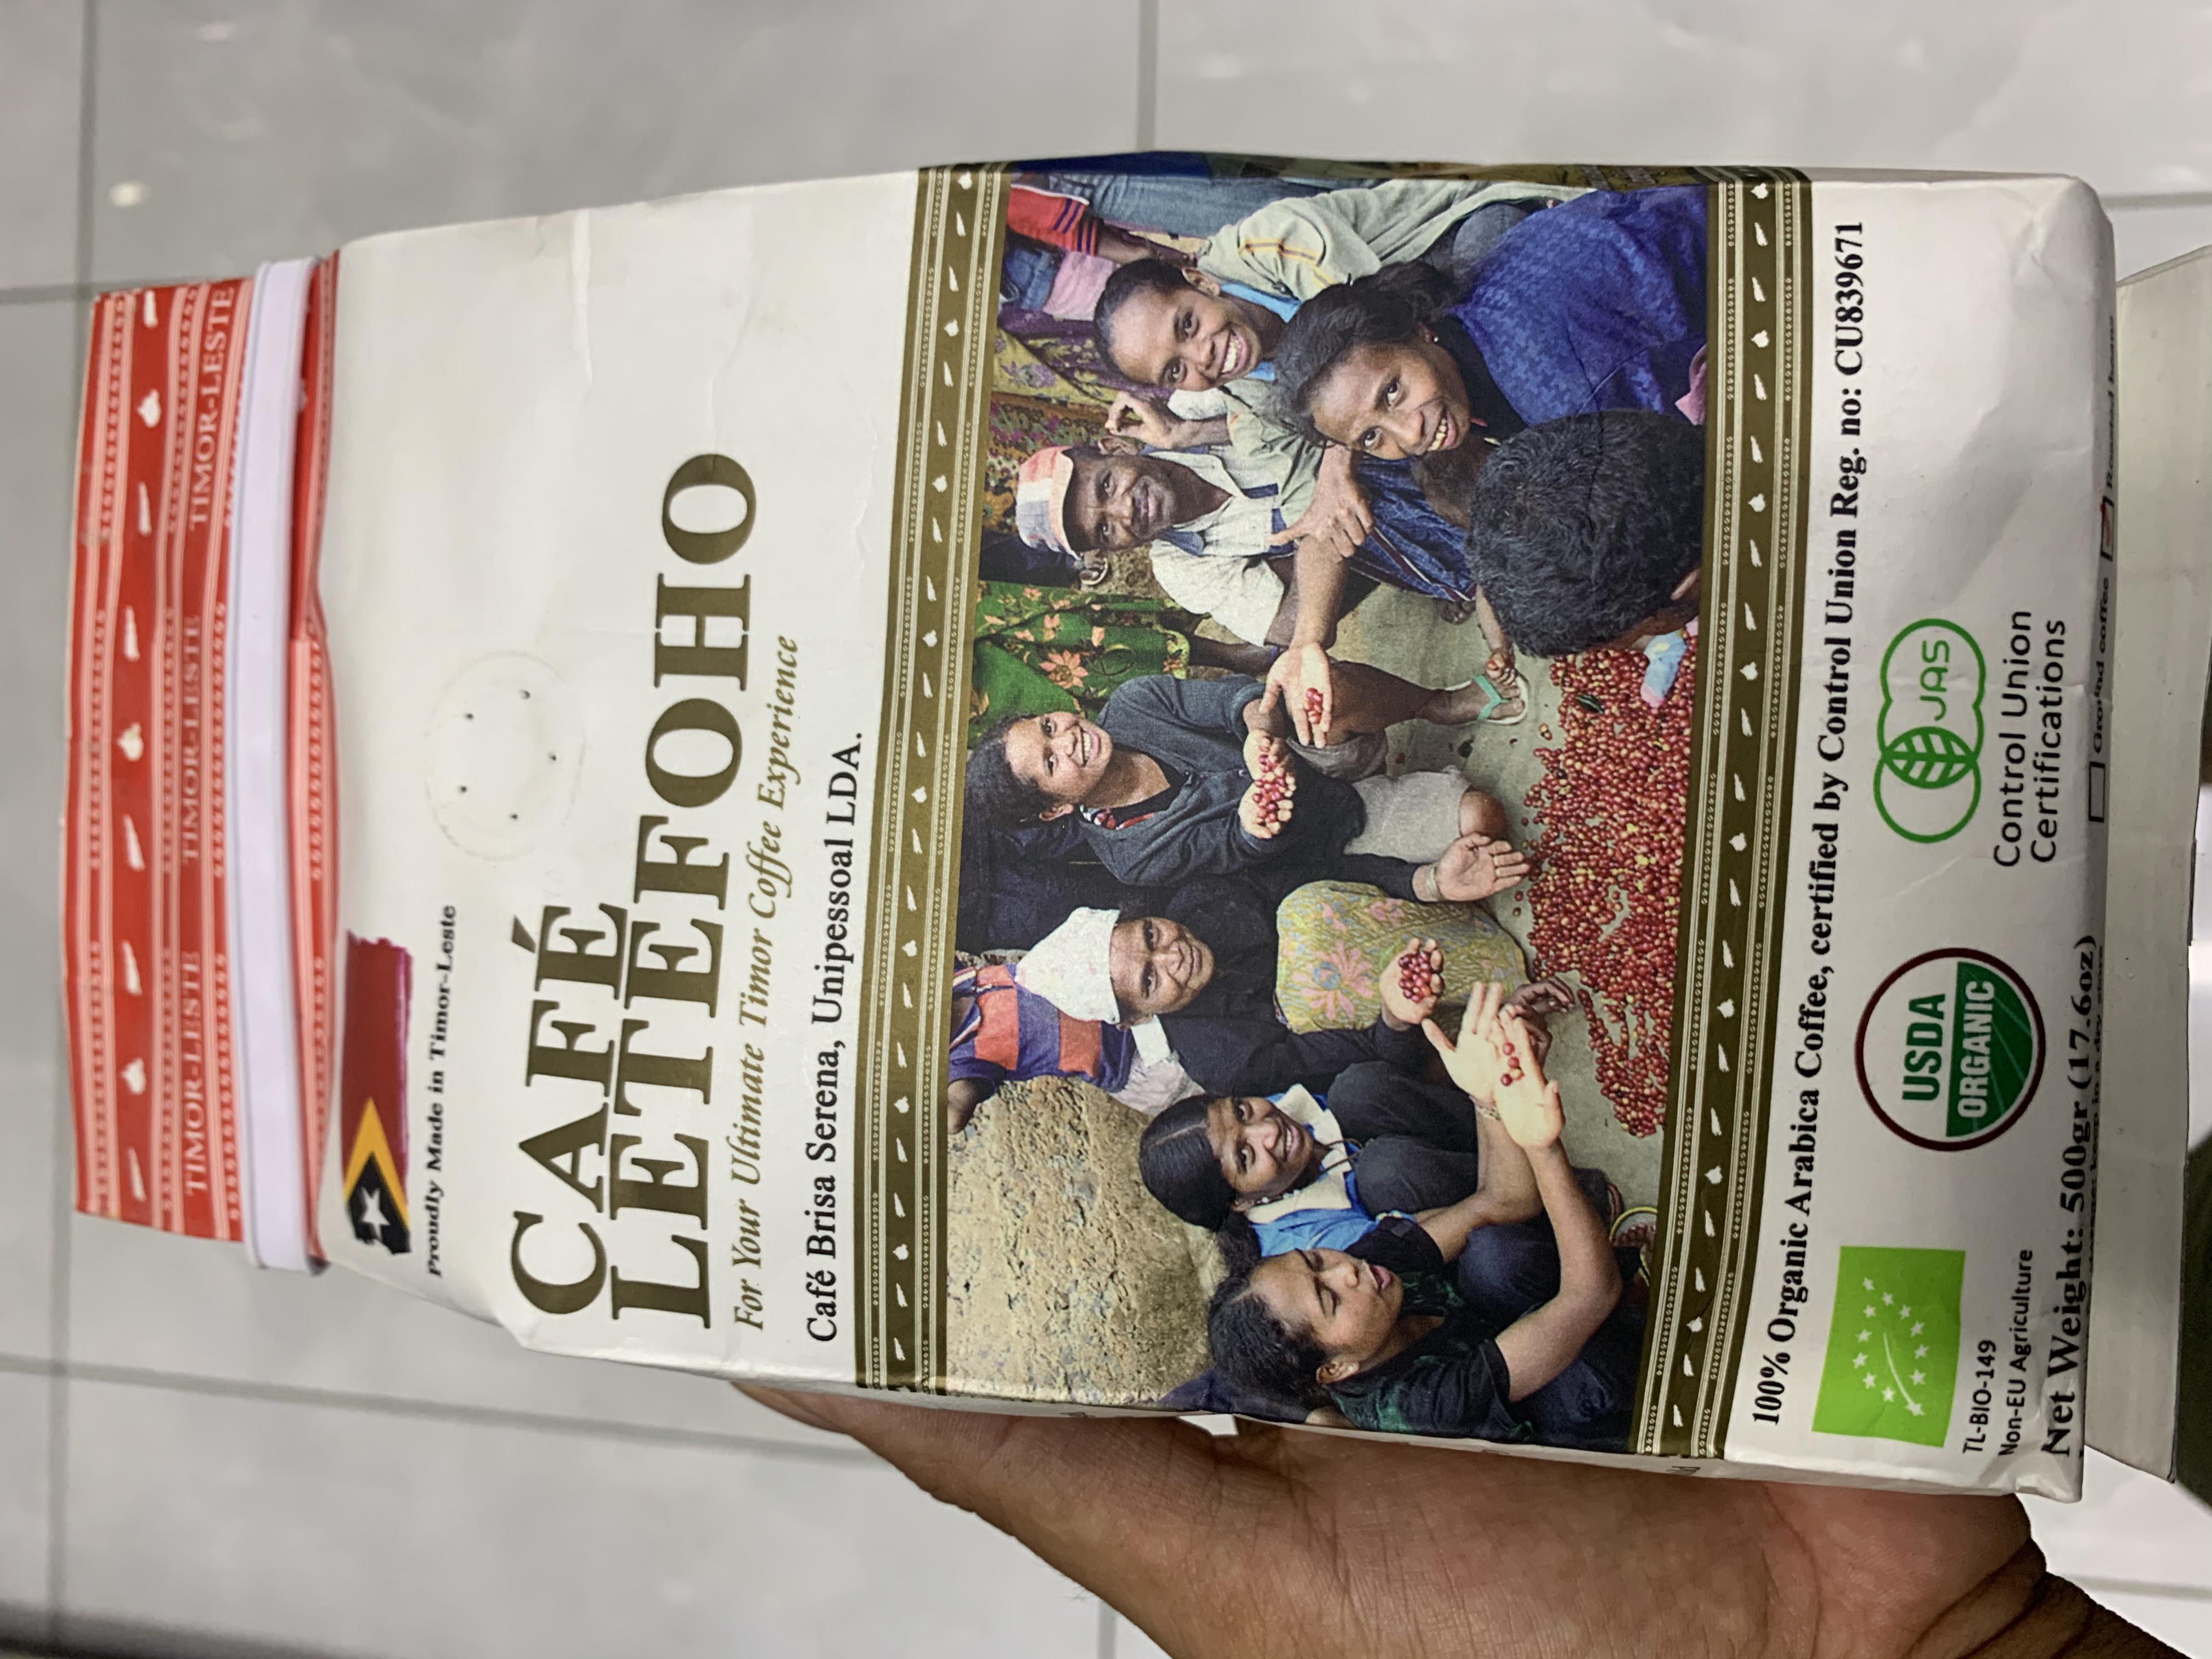 TIMOR-LESTE TIMOR-LESTE TIMOR-LESTE TIMOR-LESTE
Proudly Made in Timor-Leste
CAFÉ
LETEFOHO
For Your Ultimate Timor Coffee Experience
Café Brisa Serena, Unipessoal LDA.
100% Organic Arabica Coffee, certified by Control Union Reg. no: CU839671
USDA
ORGANIC
JAS
TL-BIO-149
Non-EU Agriculture
Control Union
Certifications
Net Weight: 500gr (17.6oz)
Ground coffee Roasted beans